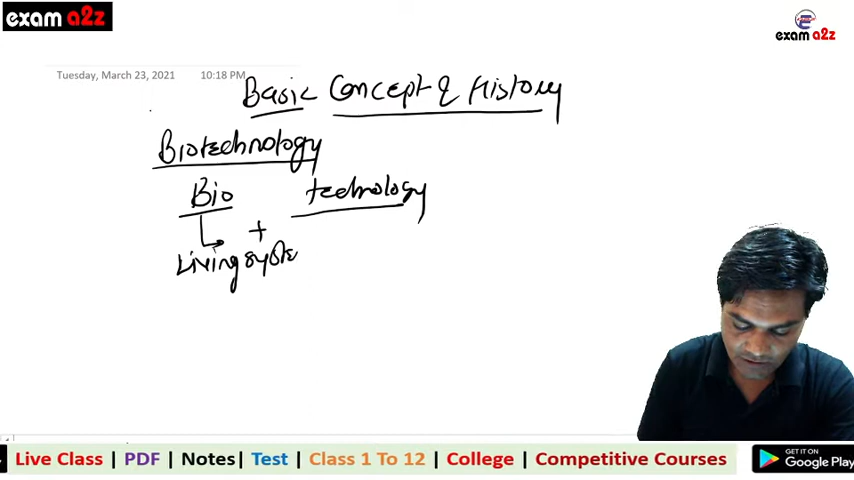 exam a2z
exam a2z
Tuesday, March 23, 2021 10:18 PM
Basic Concept & History
Biotechnology
Bio technology
+
Living syste
Live Class | PDF | Notes| Test | Class 1 To 12 | College | Competitive Courses
GET IT ON
Google Play